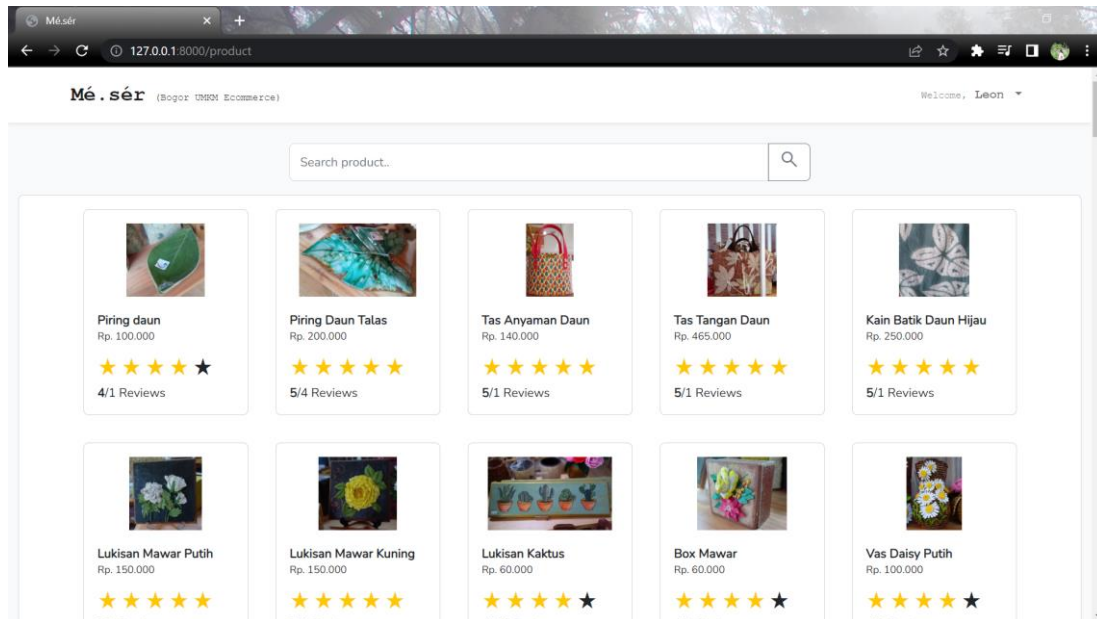 Mé.sér
127.0.0.1:8000/product
Mé.sér (Bogor UMKM Ecommerce)
Welcome, Leon
Search product..
Piring daun
Rp. 100.000
4/1 Reviews
Piring Daun Talas
Rp. 200.000
5/4 Reviews
Tas Anyaman Daun
Rp. 140.000
5/1 Reviews
Tas Tangan Daun
Rp. 465.000
5/1 Reviews
Kain Batik Daun Hijau
Rp. 250.000
5/1 Reviews
Lukisan Mawar Putih
Rp. 150.000
Lukisan Mawar Kuning
Rp. 150.000
Lukisan Kaktus
Rp. 60.000
Box Mawar
Rp. 60.000
Vas Daisy Putih
Rp. 100.000